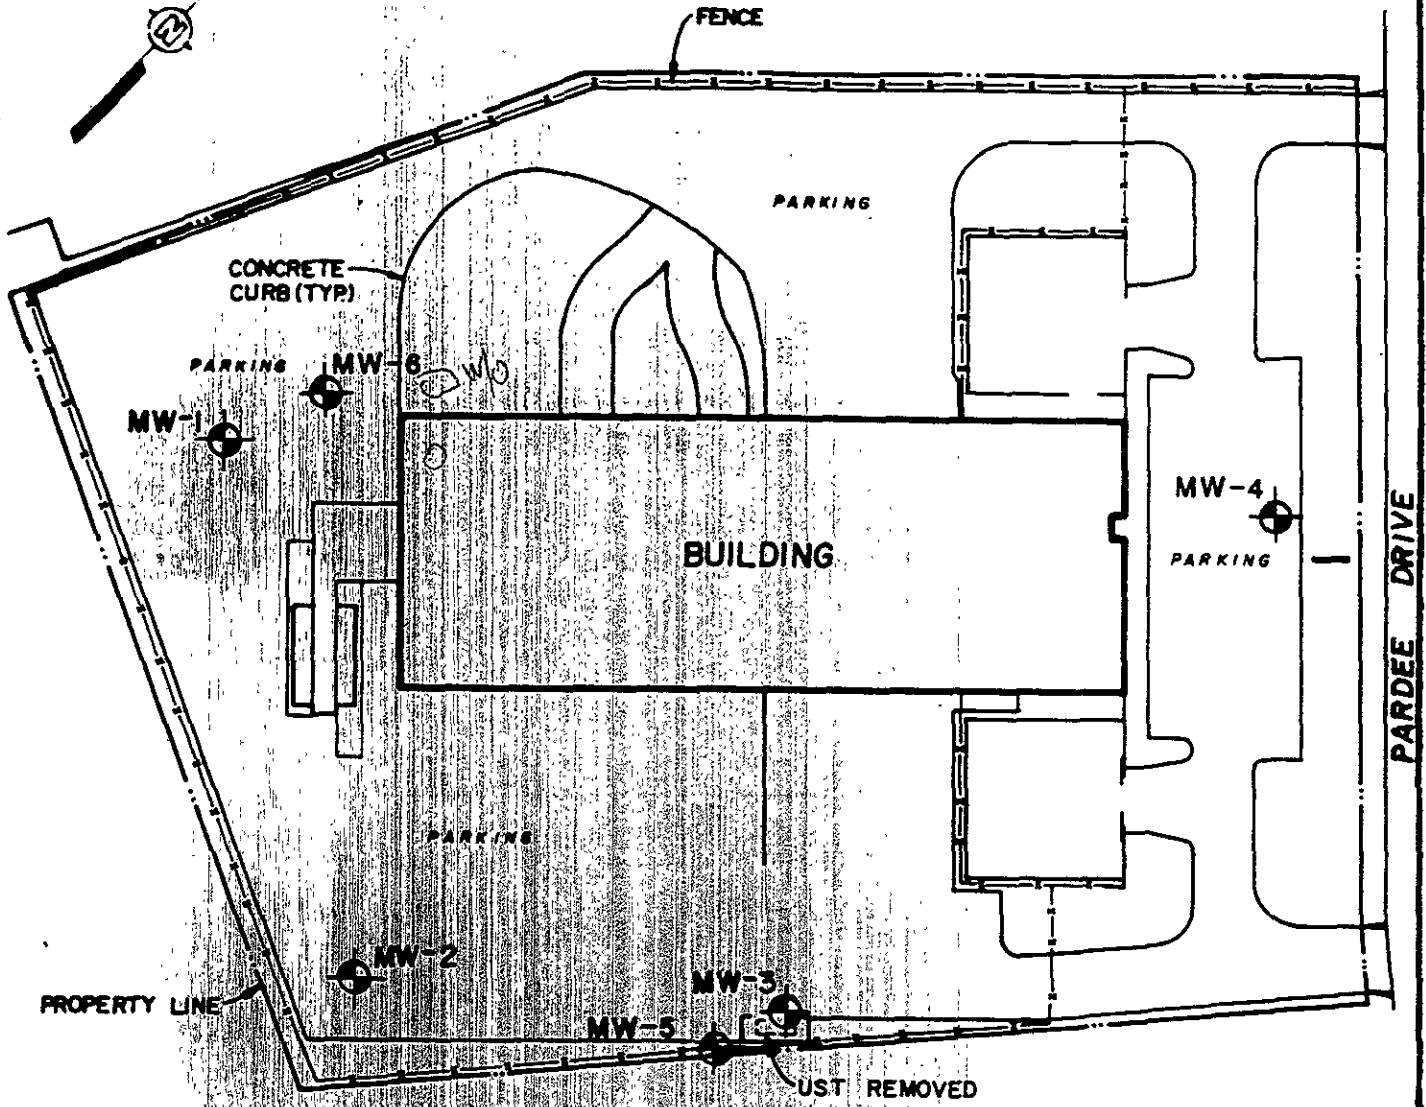 FENCE
PARKING
CONCRETE
CURB (TYP.)
PARKING
MW-6
W/O
MW-1
MW-4
BUILDING
PARKING
PARDEE DRIVE
PARKING
MW-2
MW-3
PROPERTY LINE
MW-5
UST REMOVED